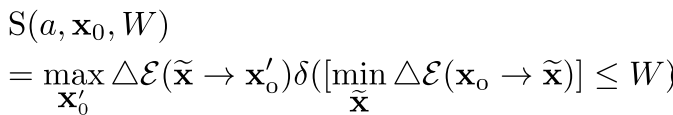 S(a, 𝐱₀, W)
= max_{𝐱′₀} △ℰ(𝐱̃ → 𝐱′ₒ)δ([min_{𝐱̃} △ℰ(𝐱ₒ → 𝐱̃)] ≤ W)